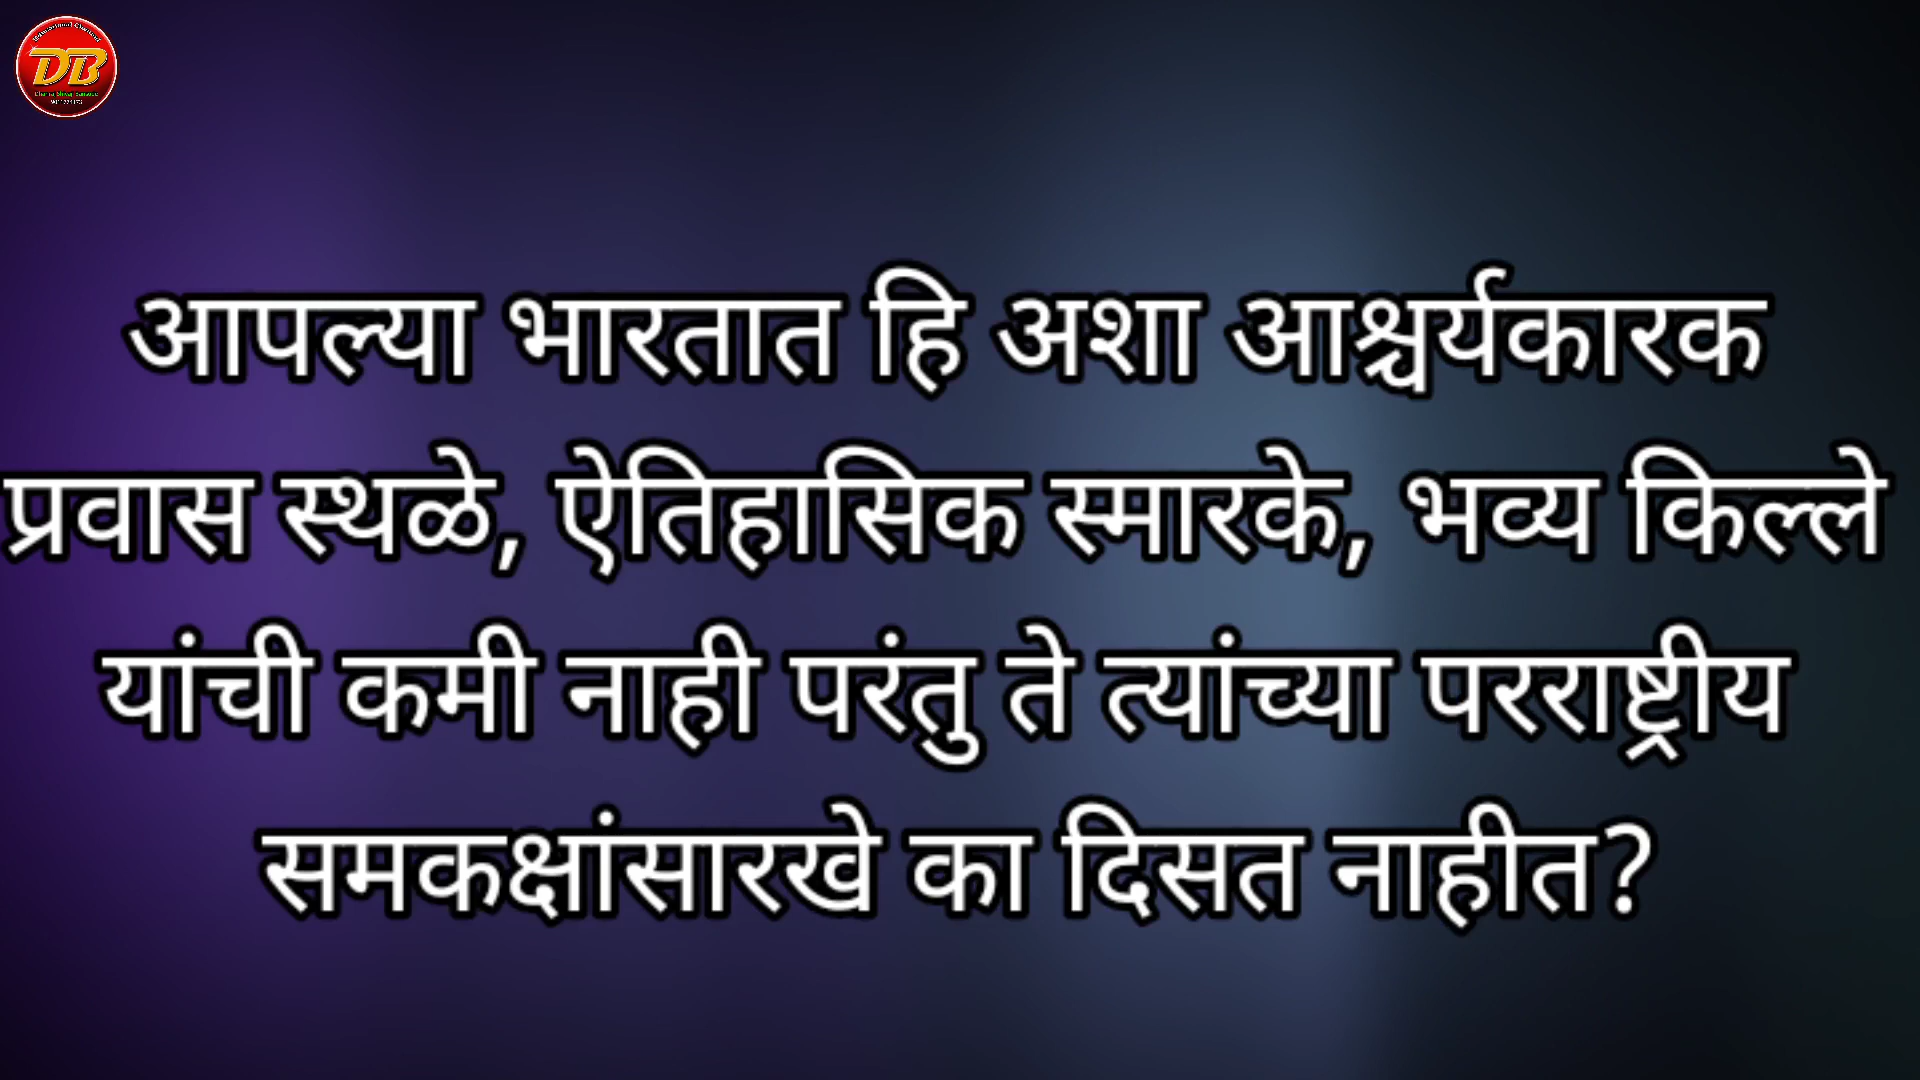 DB
आपल्या भारतात हि अशा आश्चर्यकारक
प्रवास स्थळे, ऐतिहासिक स्मारके, भव्य किल्ले
यांची कमी नाही परंतु ते त्यांच्या परराष्ट्रीय
समकक्षांसारखे का दिसत नाहीत?